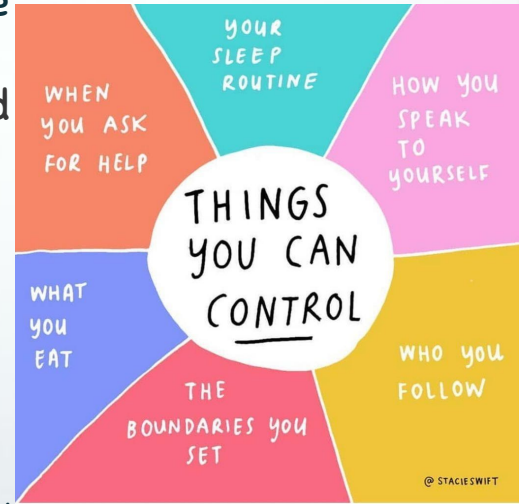 YOUR
SLEEP
ROUTINE
HOW YOU
SPEAK
TO
YOURSELF
WHEN
YOU ASK
FOR HELP
THINGS
YOU CAN
CONTROL
WHAT
YOU
EAT
WHO YOU
FOLLOW
THE
BOUNDARIES YOU
SET
@STACIESWIFT